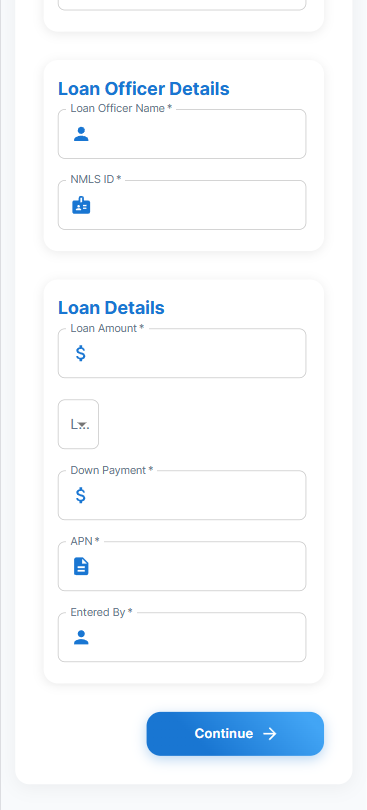 Loan Officer Details
Loan Officer Name *
NMLS ID *
Loan Details
Loan Amount *
$
L...
Down Payment *
$
APN *
Entered By *
Continue →